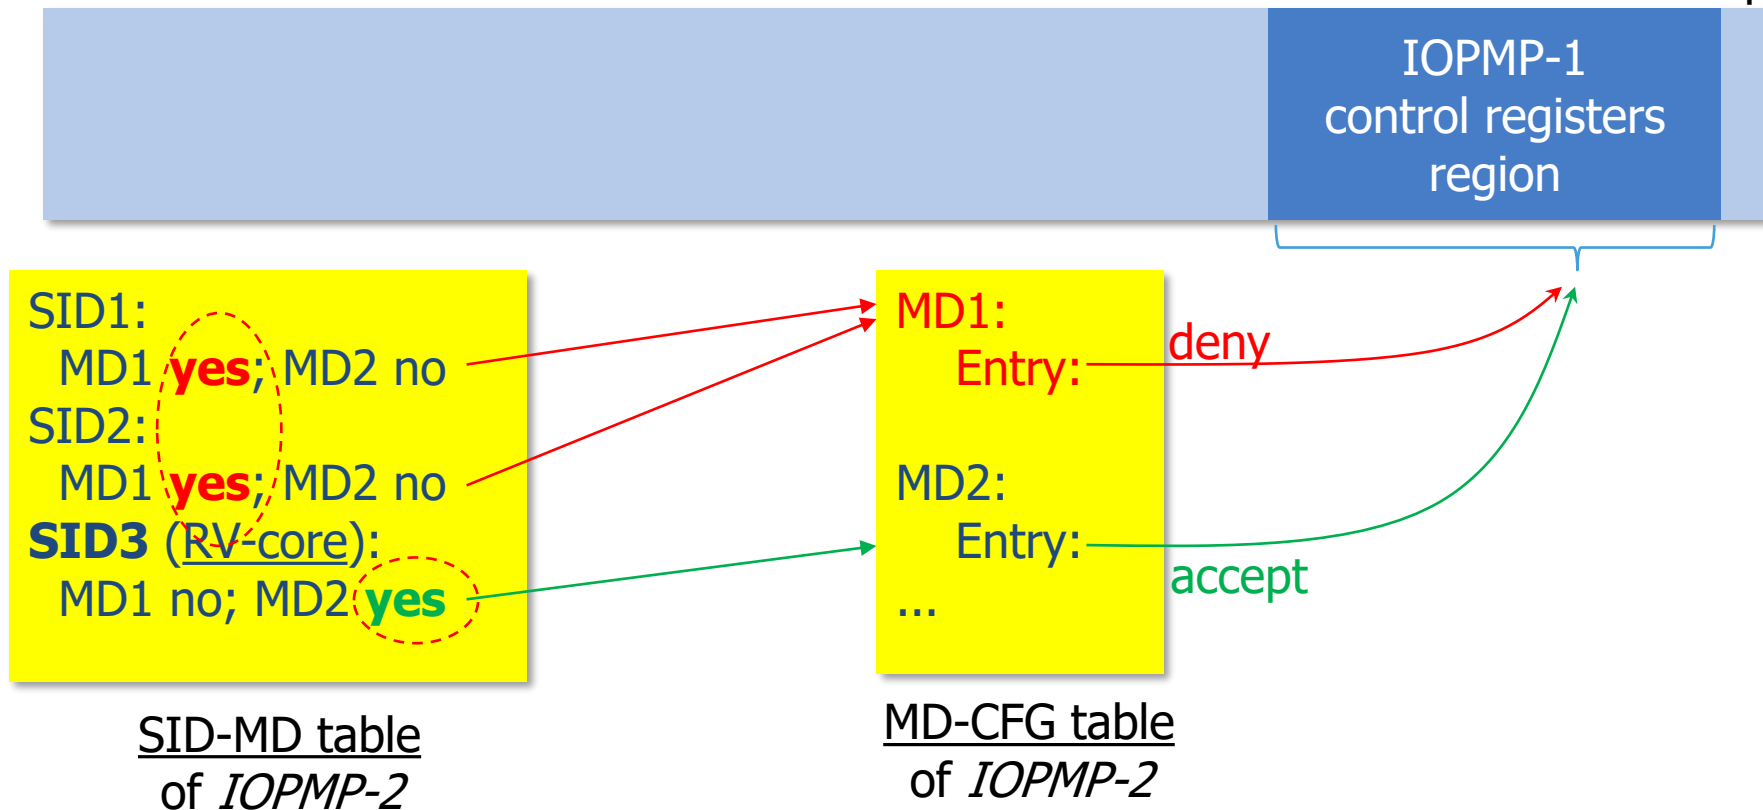 IOPMP-1
control registers
region
SID1:
MD1 yes; MD2 no
SID2:
MD1 yes; MD2 no
SID3 (RV-core):
MD1 no; MD2 yes
MD1:
Entry:
MD2:
Entry:
...
deny
accept
SID-MD table
of IOPMP-2
MD-CFG table
of IOPMP-2